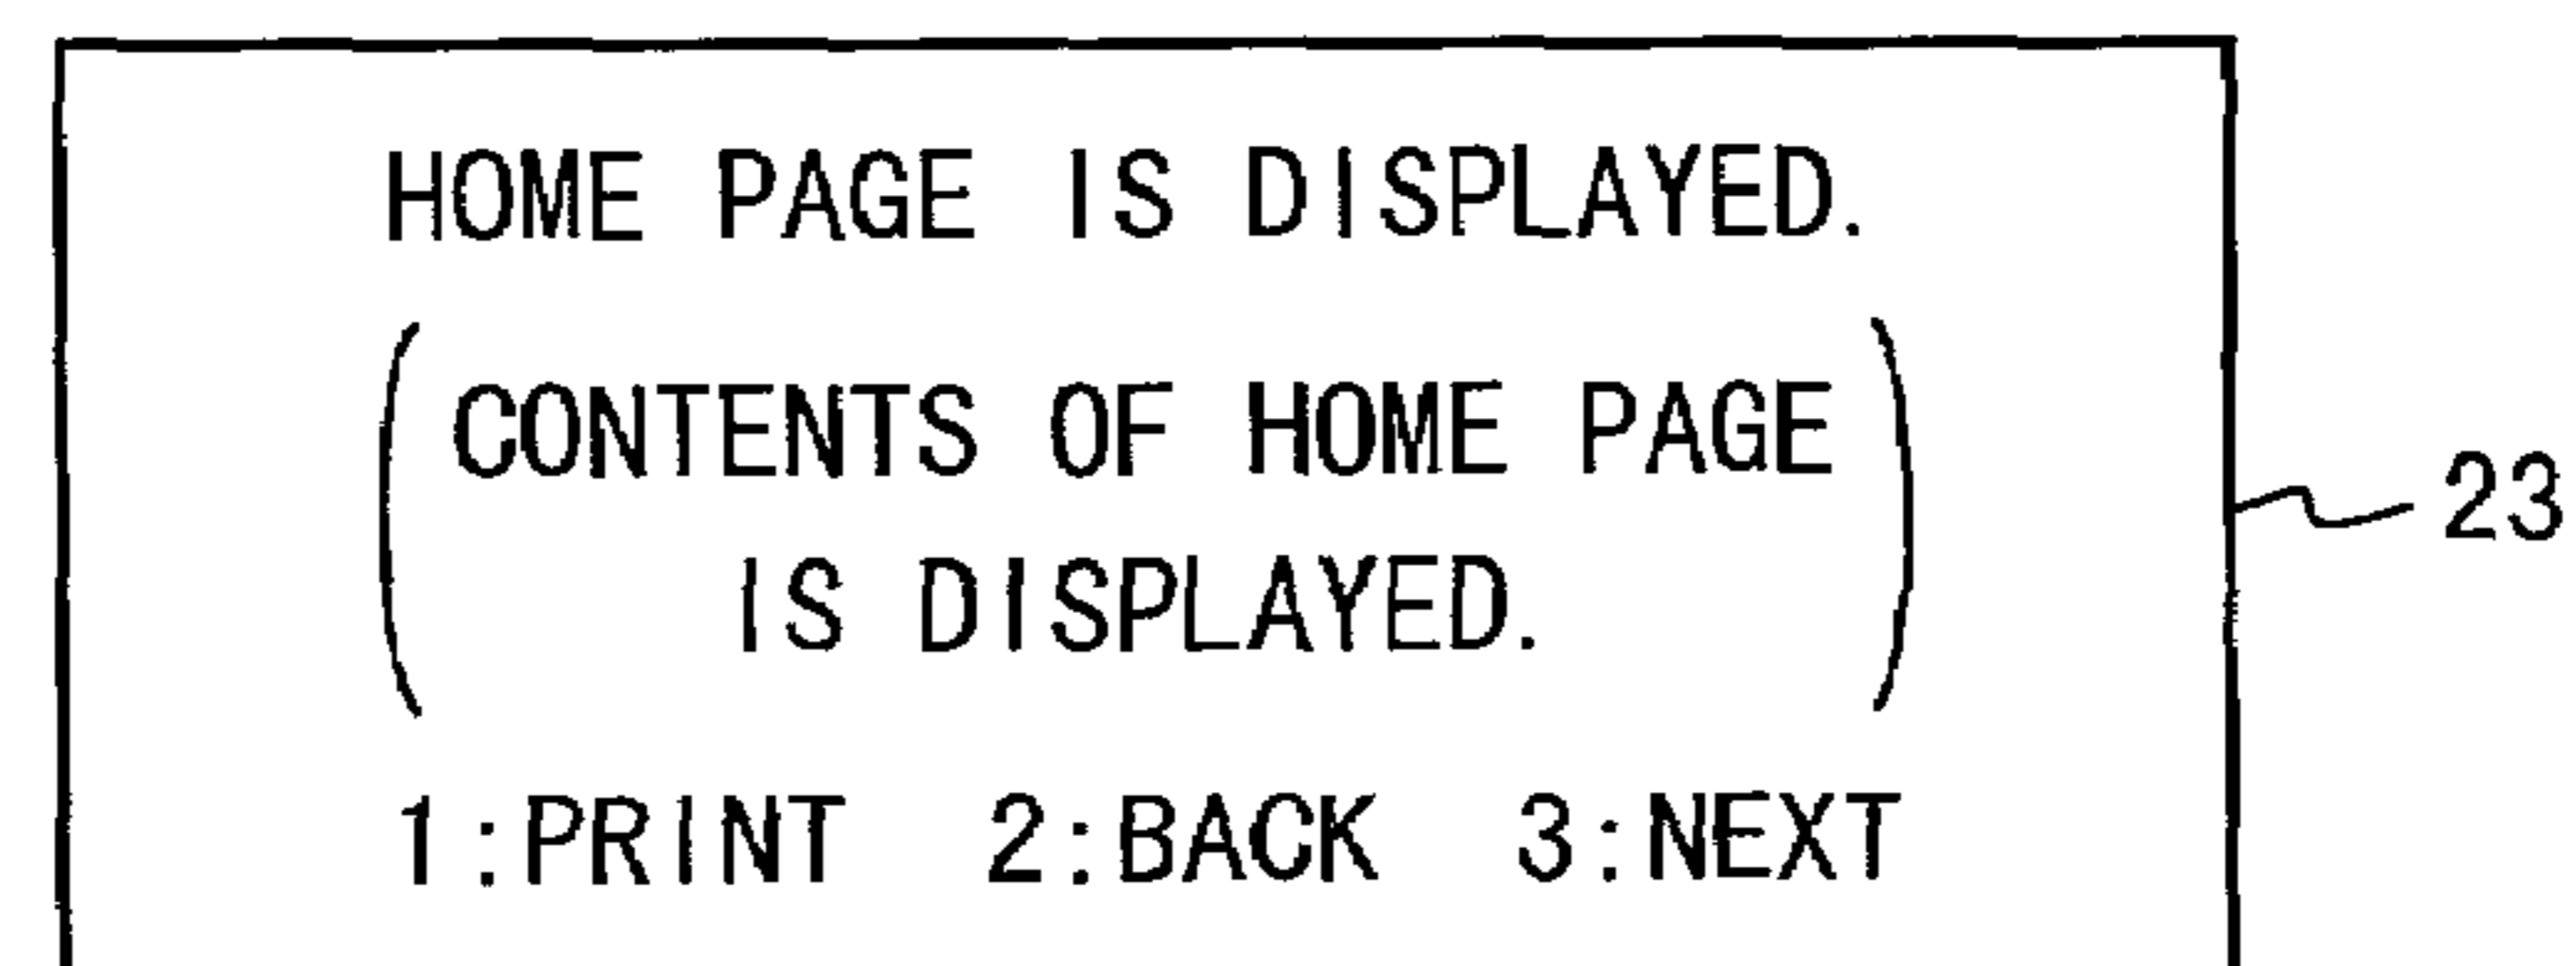 HOME PAGE IS DISPLAYED.
(CONTENTS OF HOME PAGE
IS DISPLAYED.)
23
1:PRINT 2:BACK 3:NEXT